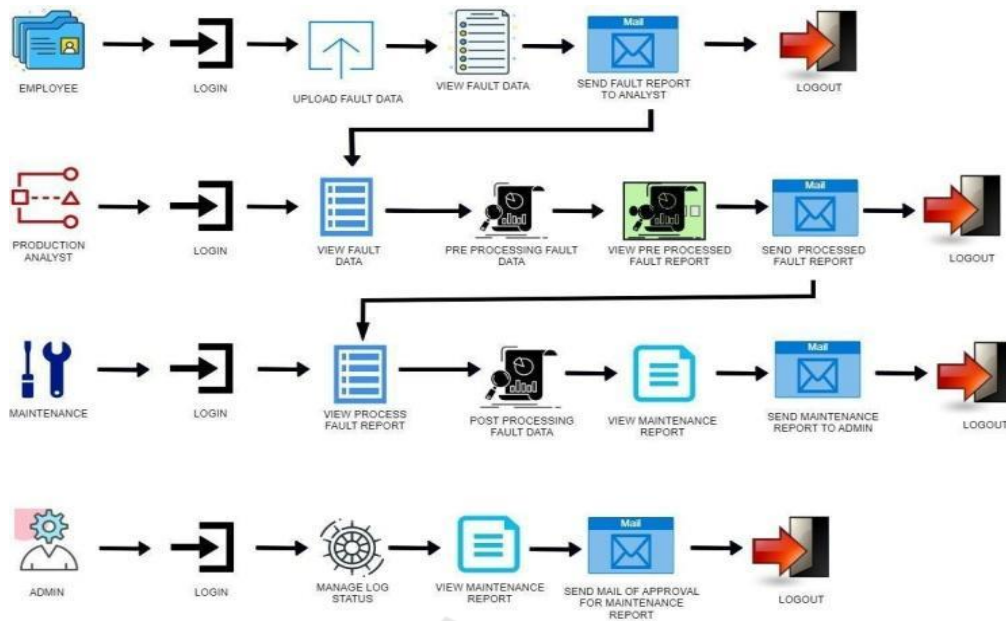 Mail
EMPLOYEE
LOGIN
UPLOAD FAULT DATA
VIEW FAULT DATA
SEND FAULT REPORT
TO ANALYST
LOGOUT
Mail
PRODUCTION
ANALYST
LOGIN
VIEW FAULT
DATA
PRE PROCESSING FAULT
DATA
VIEW PRE PROCESSED
FAULT REPORT
SEND PROCESSED
FAULT REPORT
LOGOUT
Mail
MAINTENANCE
LOGIN
VIEW PROCESS
FAULT REPORT
POST PROCESSING
FAULT DATA
VIEW MAINTENANCE
REPORT
SEND MAINTENANCE
REPORT TO ADMIN
LOGOUT
Mail
ADMIN
LOGIN
MANAGE LOG
STATUS
VIEW MAINTENANCE
REPORT
SEND MAIL OF APPROVAL
FOR MAINTENANCE
REPORT
LOGOUT